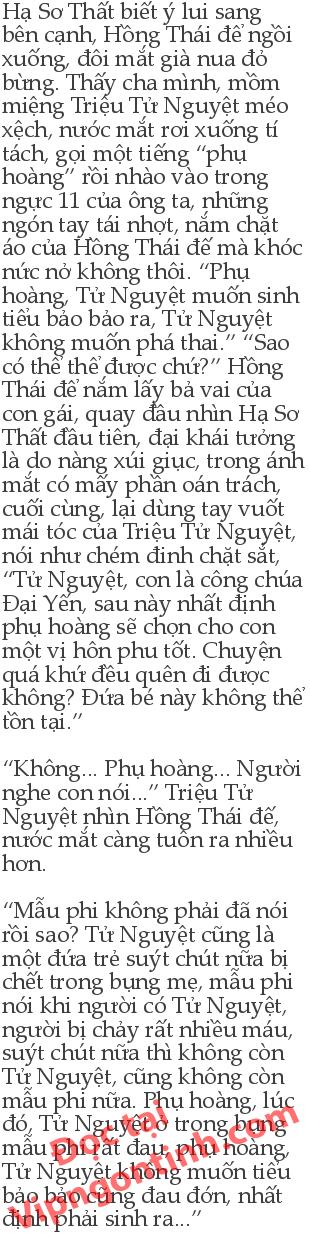 Hạ Sơ Thất biết ý lui sang
bên cạnh, Hồng Thái để ngồi
xuống, đôi mắt già nua đỏ
bừng. Thấy cha mình, mồm
miệng Triệu Tử Nguyệt méo
xệch, nước mắt rơi xuống tí
tách, gọi một tiếng “phụ
hoàng” rồi nhào vào trong
ngực 11 của ông ta, những
ngón tay tái nhợt, nắm chặt
áo của Hồng Thái đế mà khóc
nức nở không thôi. “Phụ
hoàng, Tử Nguyệt muốn sinh
tiểu bảo bảo ra, Tử Nguyệt
không muốn phá thai.” “Sao
có thể thể được chứ?” Hồng
Thái để nắm lấy bả vai của
con gái, quay đầu nhìn Hạ Sơ
Thất đầu tiên, đại khái tưởng
là do nàng xúi giục, trong ánh
mắt có mấy phần oán trách,
cuối cùng, lại dùng tay vuốt
mái tóc của Triệu Tử Nguyệt,
nói như chém đinh chặt sắt,
“Tử Nguyệt, con là công chúa
Đại Yến, sau này nhất định
phụ hoàng sẽ chọn cho con
một vị hôn phu tốt. Chuyện
quá khứ đều quên đi được
không? Đứa bé này không thể
tồn tại.”
“Không... Phụ hoàng... Người
nghe con nói...” Triệu Tử
Nguyệt nhìn Hồng Thái đế,
nước mắt càng tuôn ra nhiều
hơn.
“Mẫu phi không phải đã nói
rồi sao? Tử Nguyệt cũng là
một đứa trẻ suýt chút nữa bị
chết trong bụng mẹ, mẫu phi
nói khi người có Tử Nguyệt,
người bị chảy rất nhiều máu,
suýt chút nữa thì không còn
Tử Nguyệt, cũng không còn
mẫu phi nữa. Phụ hoàng, lúc
đó, Tử Nguyệt ở trong bụng
mẫu phi rất đau, phụ hoàng,
Tử Nguyệt không muốn tiểu
bảo bảo cũng đau đớn, nhất
định phải sinh ra...”
Đọc tại
Vipngontinh.com